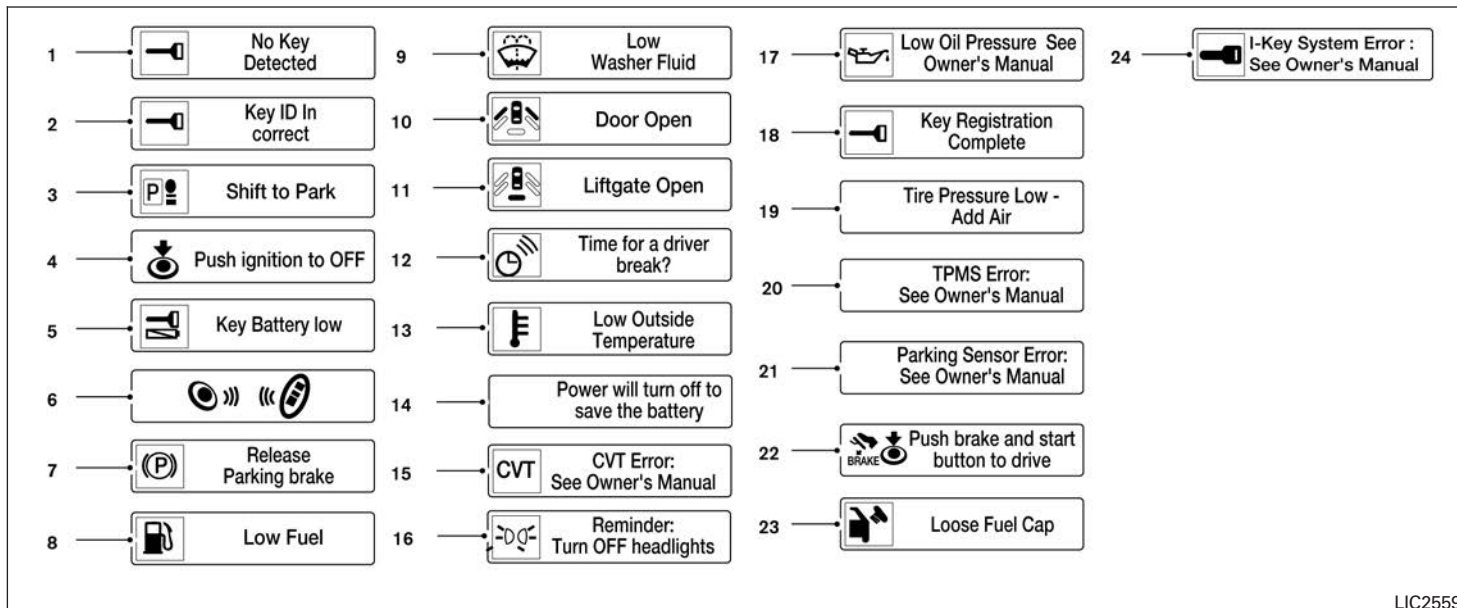 1
No Key
Detected
2
Key ID In
correct
3
P
Shift to Park
4
Push ignition to OFF
5
Key Battery low
6
7
(P)
Release
Parking brake
8
Low Fuel
9
Low
Washer Fluid
10
Door Open
11
Liftgate Open
12
Time for a driver
break?
13
Low Outside
Temperature
14
Power will turn off to
save the battery
15
CVT
CVT Error:
See Owner's Manual
16
Reminder:
Turn OFF headlights
17
Low Oil Pressure See
Owner's Manual
18
Key Registration
Complete
19
Tire Pressure Low -
Add Air
20
TPMS Error:
See Owner's Manual
21
Parking Sensor Error:
See Owner's Manual
22
BRAKE
Push brake and start
button to drive
23
Loose Fuel Cap
24
I-Key System Error :
See Owner's Manual
LIC2559